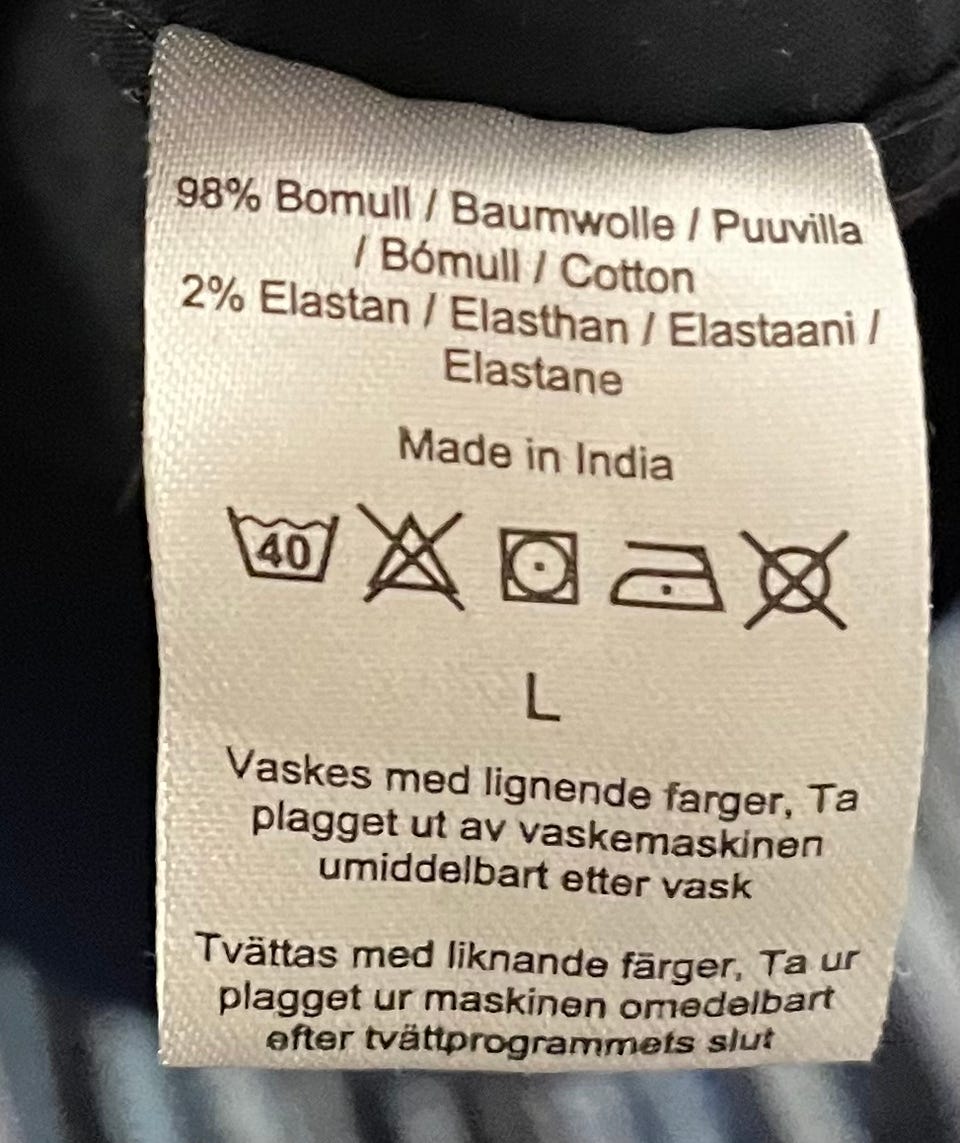 98% Bomull / Baumwolle / Puuvilla
/ Bómull / Cotton
2% Elastan / Elasthan / Elastaani /
Elastane
Made in India
40
L
Vaskes med lignende farger, Ta
plagget ut av vaskemaskinen
umiddelbart etter vask
Tvättas med liknande färger, Ta ur
plagget ur maskinen omedelbart
efter tvättprogrammets slut